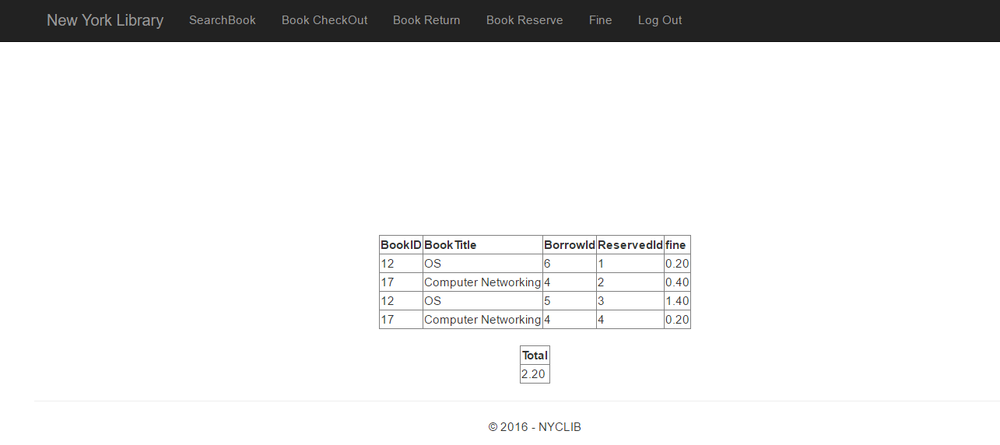 New York Library SearchBook Book CheckOut Book Return Book Reserve Fine Log Out
BookID BookTitle BorrowId ReservedId fine
12 OS 6 1 0.20
17 Computer Networking 4 2 0.40
12 OS 5 3 1.40
17 Computer Networking 4 4 0.20
Total
2.20
© 2016 - NYCLIB